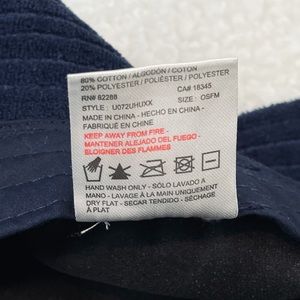 80% COTTON / ALGODÓN / COTON
20% POLYESTER / POLIÉSTER / POLYESTER
RN# 82288 CA# 16345
STYLE : U072UHUXX SIZE : OSFM
MADE IN CHINA - HECHO EN CHINA -
FABRIQUÉ EN CHINE
KEEP AWAY FROM FIRE -
MANTENER ALEJADO DEL FUEGO -
ELOIGNER DES FLAMMES
HAND WASH ONLY - SÓLO LAVADO A
MANO - LAVAGE À LA MAIN UNIQUEMENT
DRY FLAT - SECAR TENDIDO - SÉCHAGE
À PLAT